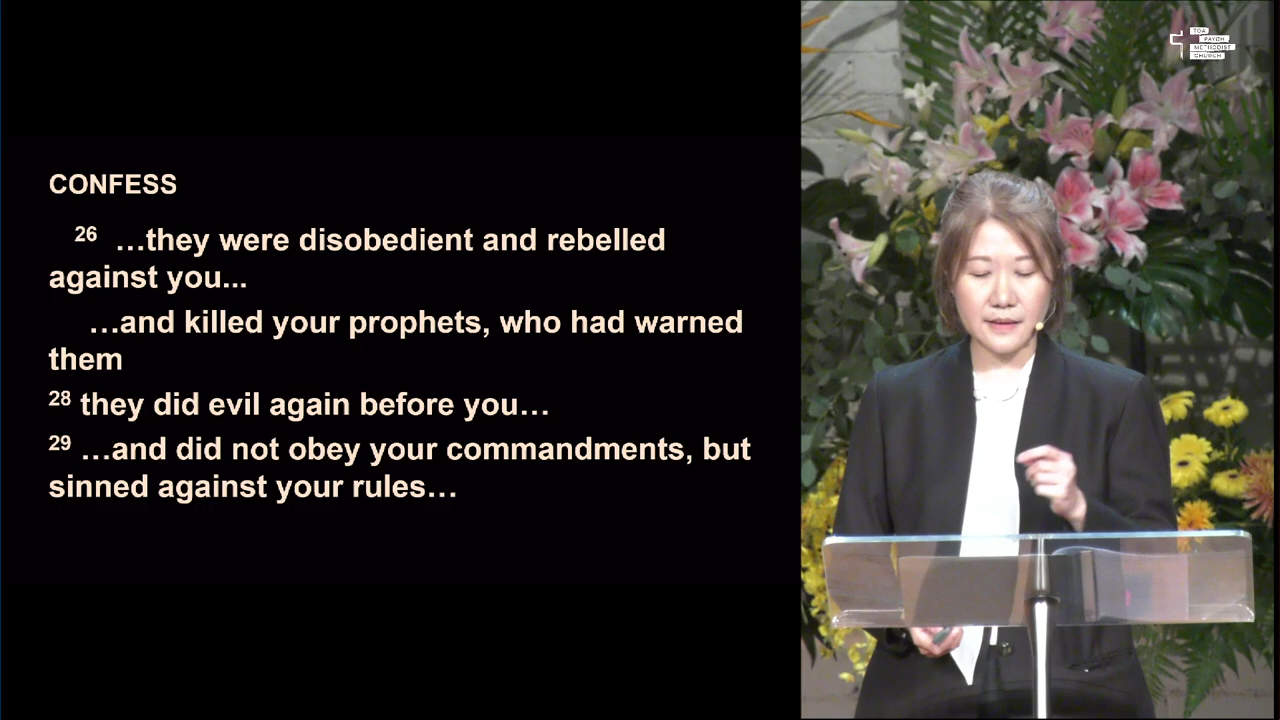 TOA
PAYOH
METHODIST
CHURCH
CONFESS
26 …they were disobedient and rebelled
against you...
…and killed your prophets, who had warned
them
28 they did evil again before you…
29 …and did not obey your commandments, but
sinned against your rules…